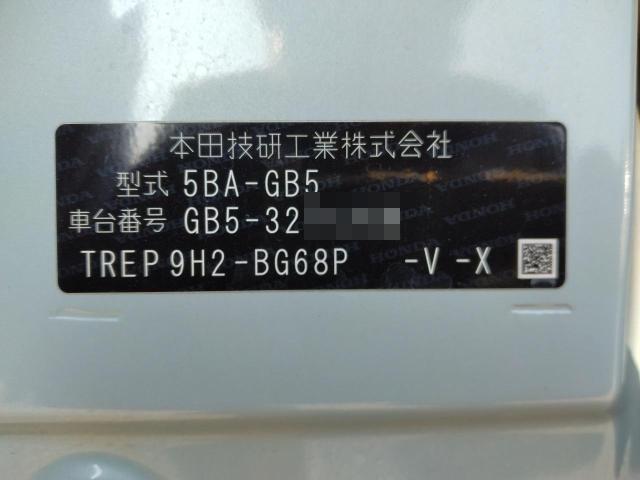 本田技研工業株式会社
型式 5BA-GB5
車台番号 GB5-32
TREP 9H2-BG68P -V -X